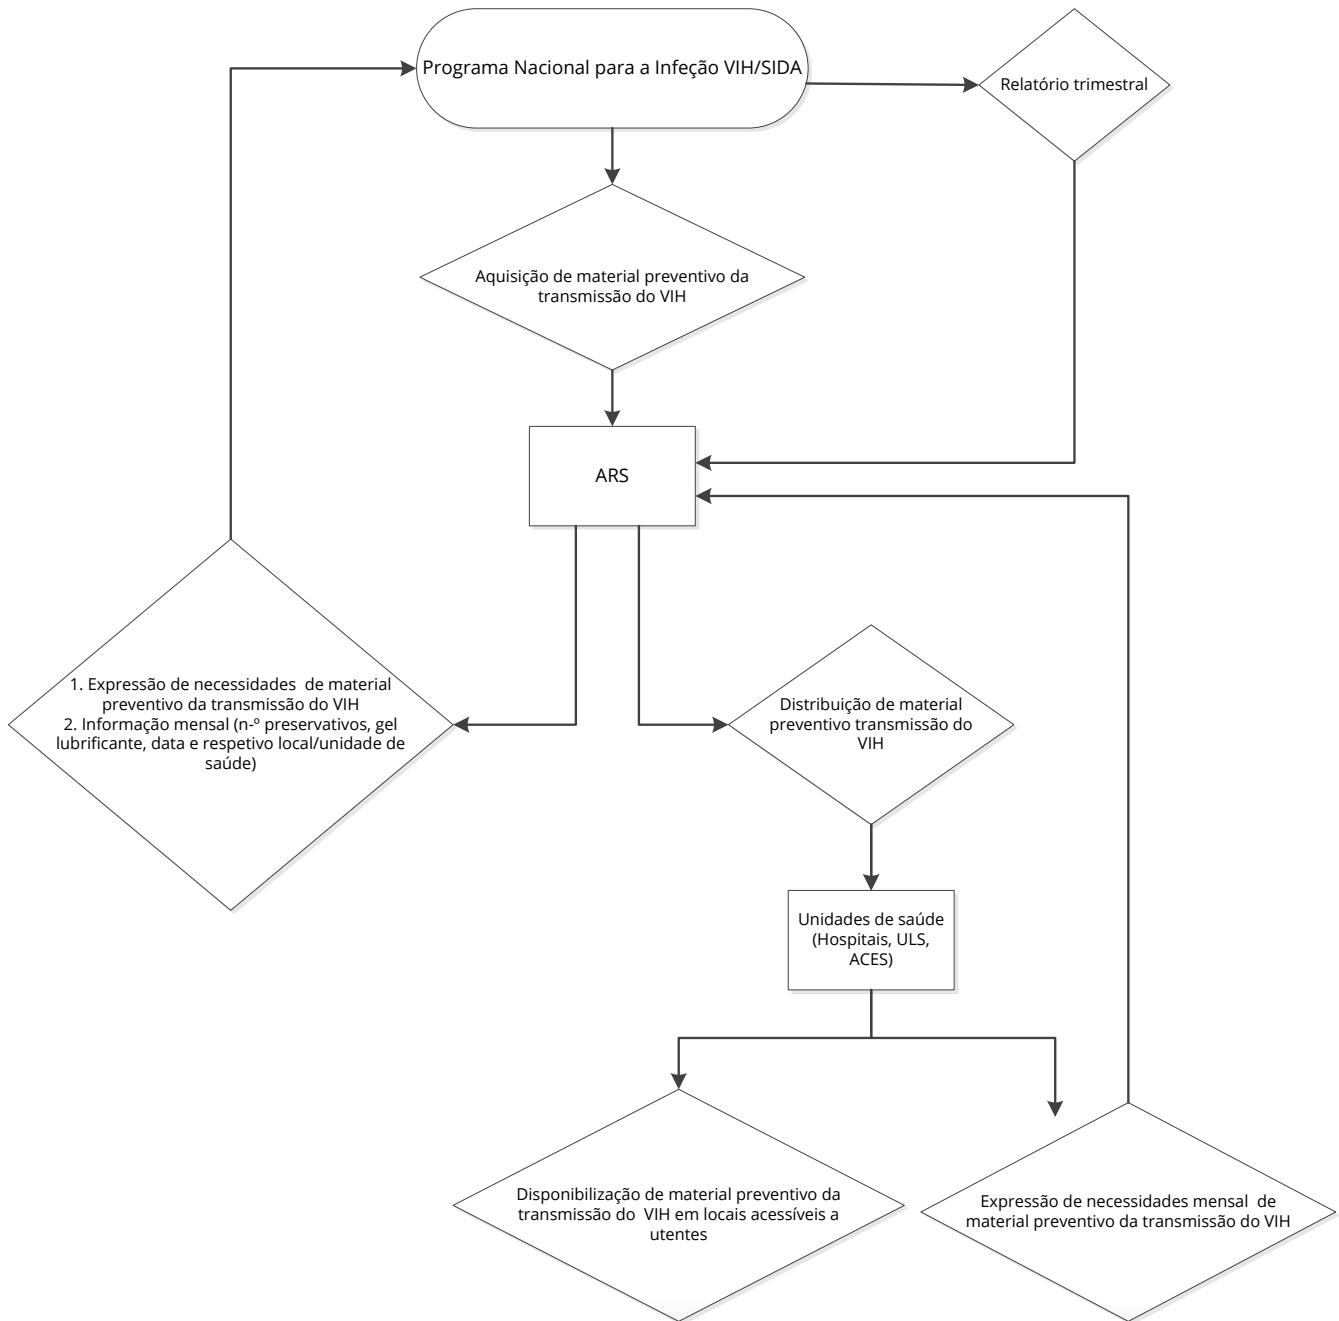 Programa Nacional para a Infeção VIH/SIDA
Relatório trimestral
Aquisição de material preventivo da
transmissão do VIH
ARS
1. Expressão de necessidades  de material
preventivo da transmissão do VIH
2. Informação mensal (n-º preservativos, gel
lubrificante, data e respetivo local/unidade de
saúde)
Distribuição de material
preventivo transmissão do
VIH
Unidades de saúde
(Hospitais, ULS,
ACES)
Disponibilização de material preventivo da
transmissão do  VIH em locais acessíveis a
utentes
Expressão de necessidades mensal  de
material preventivo da transmissão do VIH